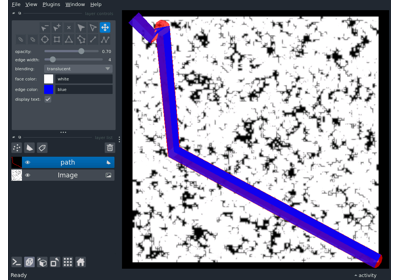 File View Plugins Window Help
opacity: 0.70
edge width: 4
blending: translucent
face color: white
edge color: blue
display text: ✓
path
Image
Ready
activity